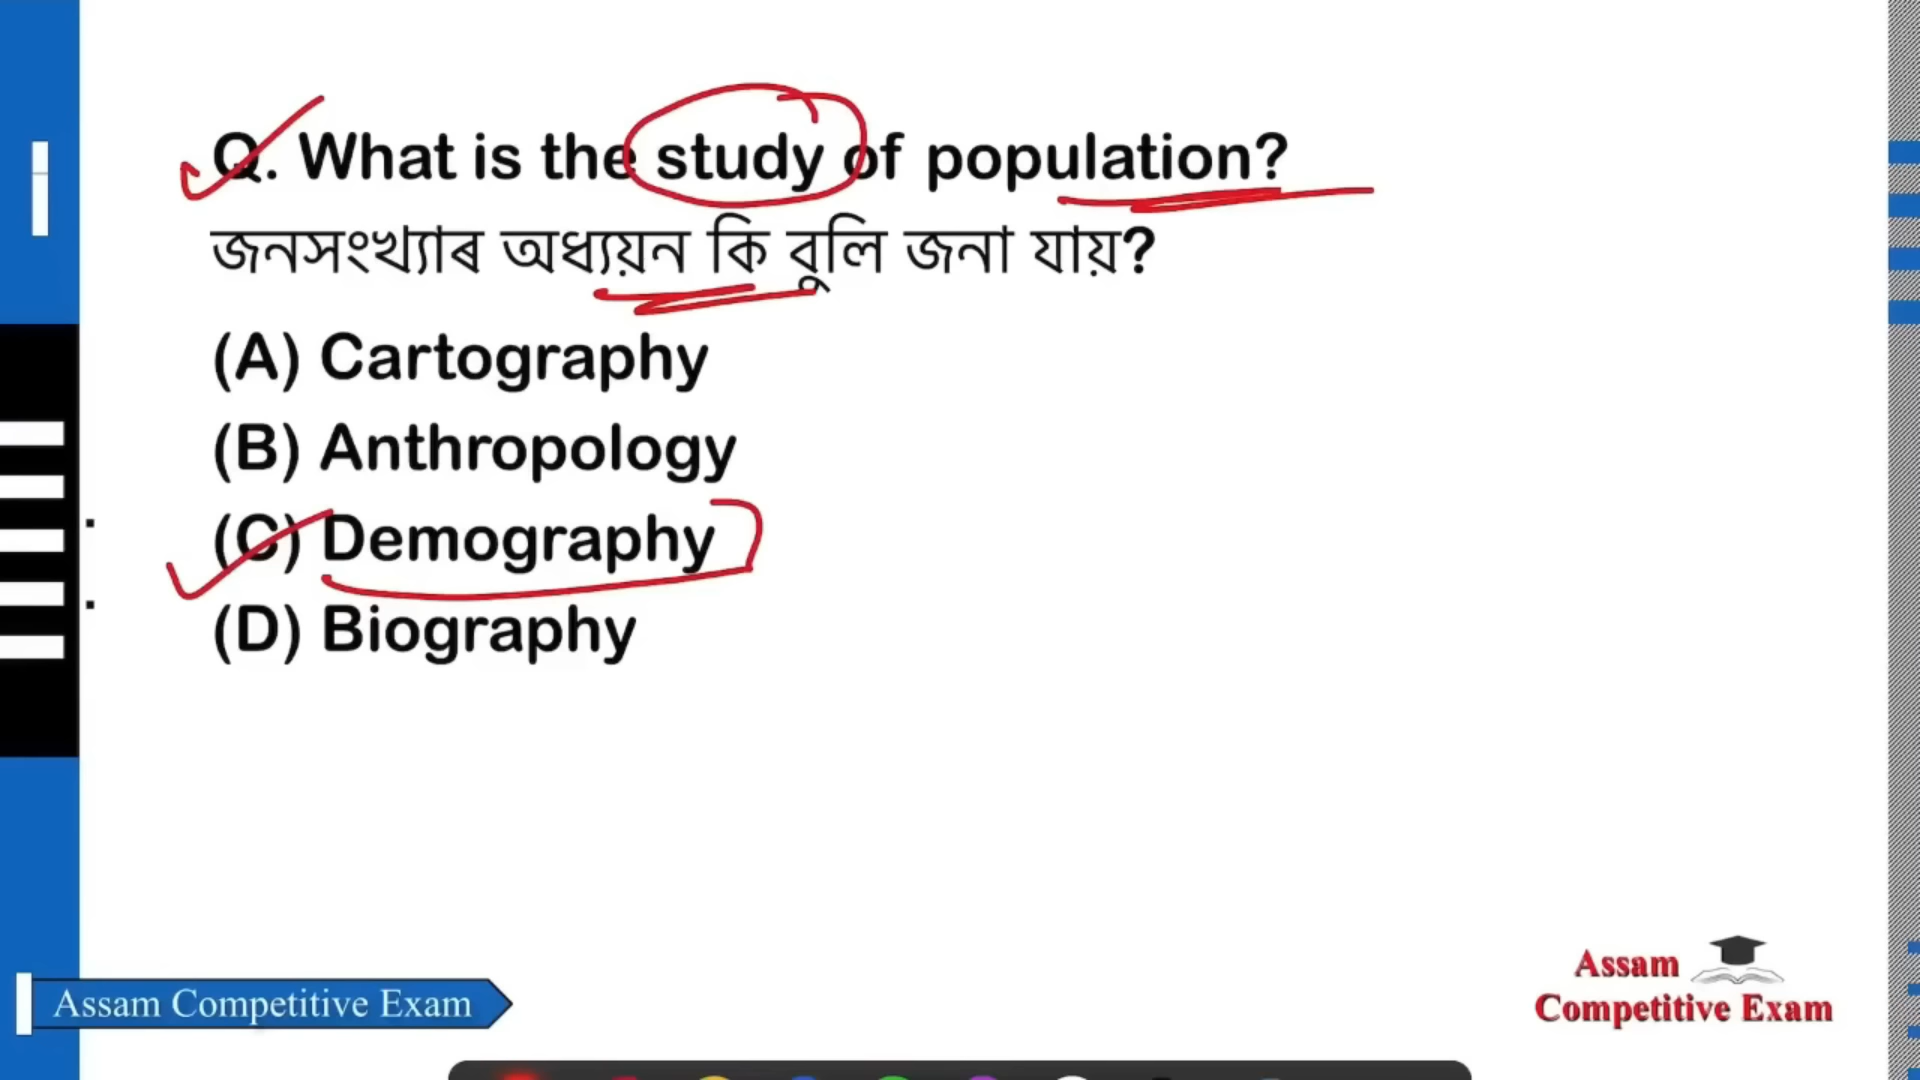 Q. What is the study of population?
জনসংখ্যাৰ অধ্যয়ন কি বুলি জনা যায়?
(A) Cartography
(B) Anthropology
(C) Demography
(D) Biography
Assam Competitive Exam
Assam
Competitive Exam